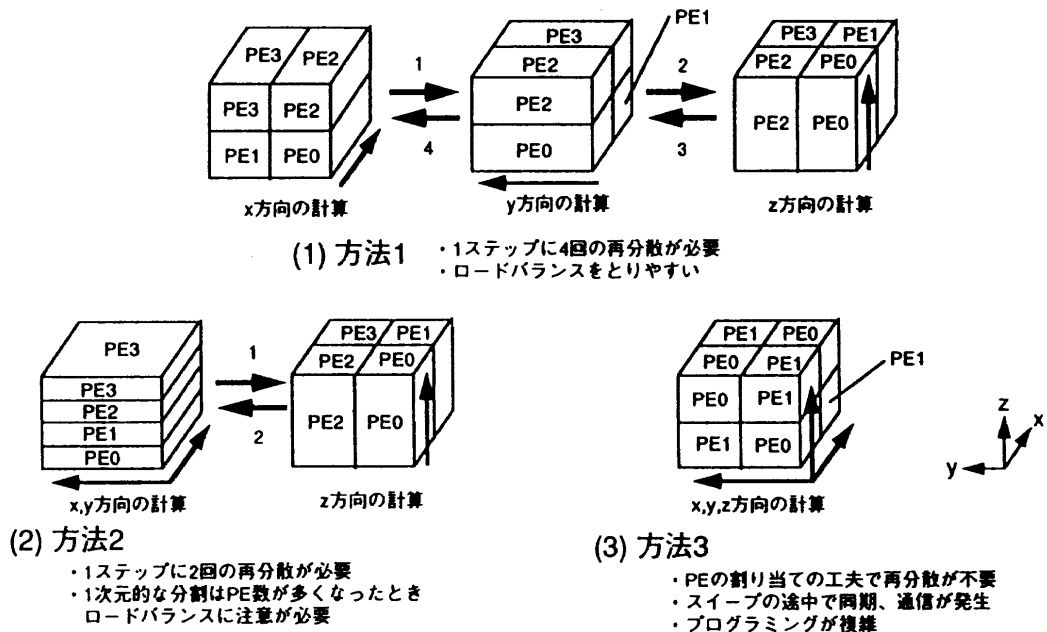 PE1
PE3 PE2
PE3 PE2
PE1 PE0
x方向の計算
1
4
PE3
PE2
PE2
PE0
y方向の計算
2
3
PE3 PE1
PE2 PE0
PE2 PE0
z方向の計算
(1) 方法1
・1ステップに4回の再分散が必要
・ロードバランスをとりやすい
PE3
PE3
PE2
PE1
PE0
x,y方向の計算
1
2
PE3 PE1
PE2 PE0
PE2 PE0
z方向の計算
(2) 方法2
・1ステップに2回の再分散が必要
・1次元的な分割はPE数が多くなったとき
ロードバランスに注意が必要
PE1 PE0
PE0 PE1
PE0 PE1
PE1 PE0
PE1
x,y,z方向の計算
z
x
y
(3) 方法3
・PEの割り当ての工夫で再分散が不要
・スイープの途中で同期、通信が発生
・プログラミングが複雑